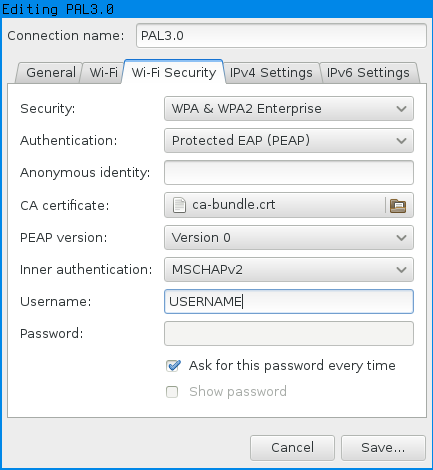 Editing PAL3.0
Connection name: PAL3.0
General Wi-Fi Wi-Fi Security IPv4 Settings IPv6 Settings
Security: WPA & WPA2 Enterprise
Authentication: Protected EAP (PEAP)
Anonymous identity:
CA certificate: ca-bundle.crt
PEAP version: Version 0
Inner authentication: MSCHAPv2
Username: USERNAME
Password:
Ask for this password every time
Show password
Cancel Save...